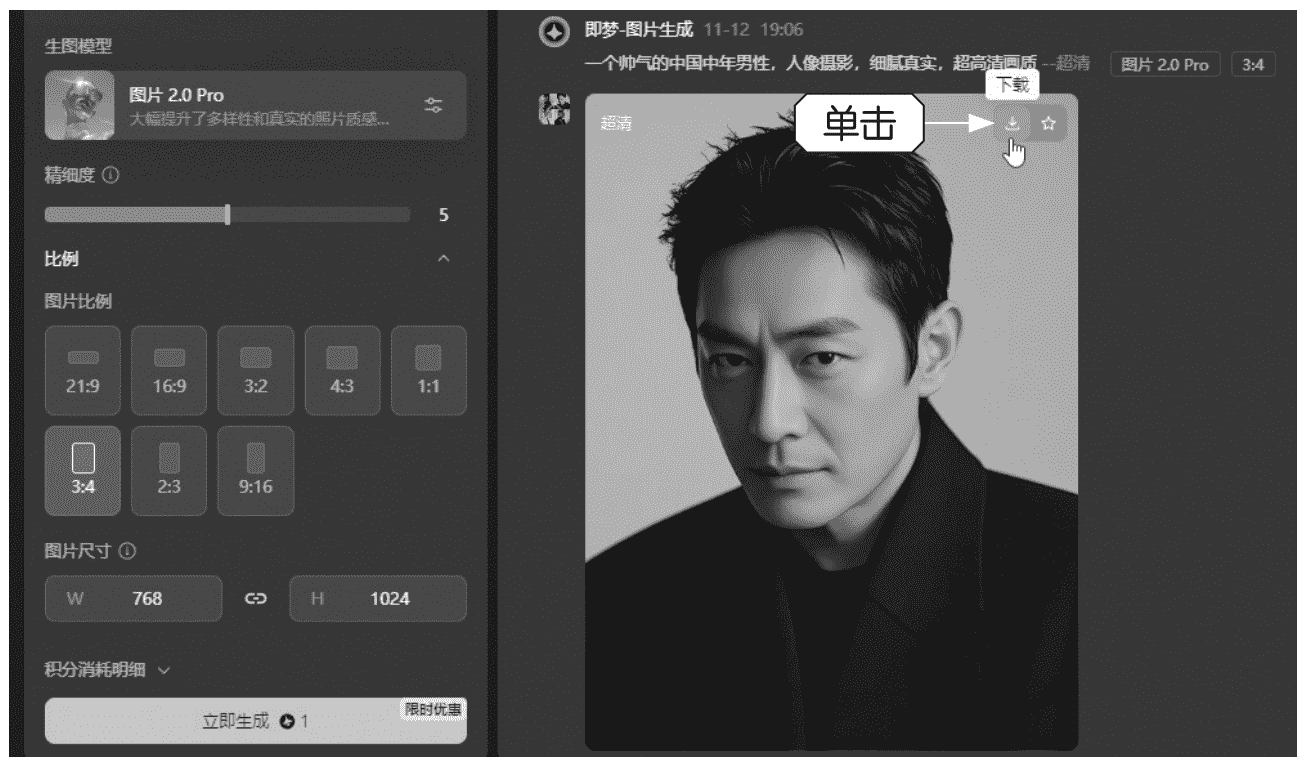 生图模型
图片 2.0 Pro
大幅提升了多样性和真实的照片质感...
精细度
5
比例
图片比例
21:9
16:9
3:2
4:3
1:1
3:4
2:3
9:16
图片尺寸
W 768
H 1024
积分消耗明细
立即生成 1
限时优惠
即梦-图片生成 11-12 19:06
一个帅气的中国中年男性，人像摄影，细腻真实，超高清画质 --超清 图片 2.0 Pro 3:4
下载
超清
单击